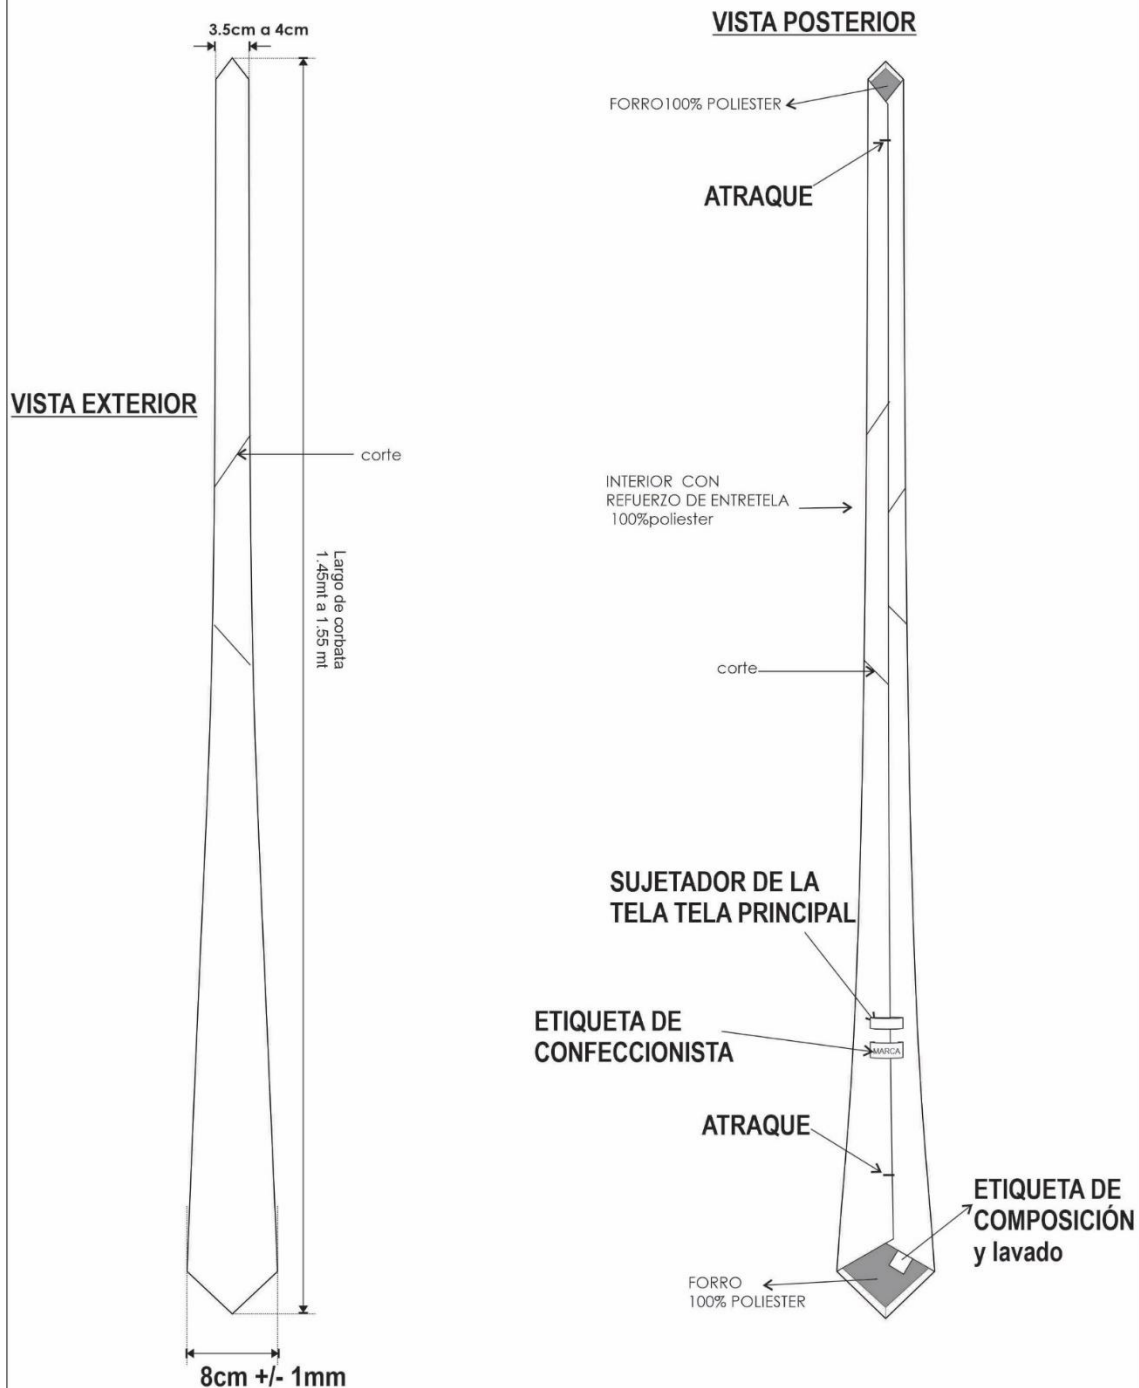 3.5cm a 4cm
VISTA EXTERIOR
corte
Largo de corbata
1.45mt a 1.55 mt
8cm +/- 1mm
VISTA POSTERIOR
FORRO100% POLIESTER
ATRAQUE
INTERIOR CON
REFUERZO DE ENTRETELA
100%poliester
corte
SUJETADOR DE LA
TELA TELA PRINCIPAL
ETIQUETA DE
CONFECCIONISTA
MARCA
ATRAQUE
ETIQUETA DE
COMPOSICIÓN
y lavado
FORRO
100% POLIESTER